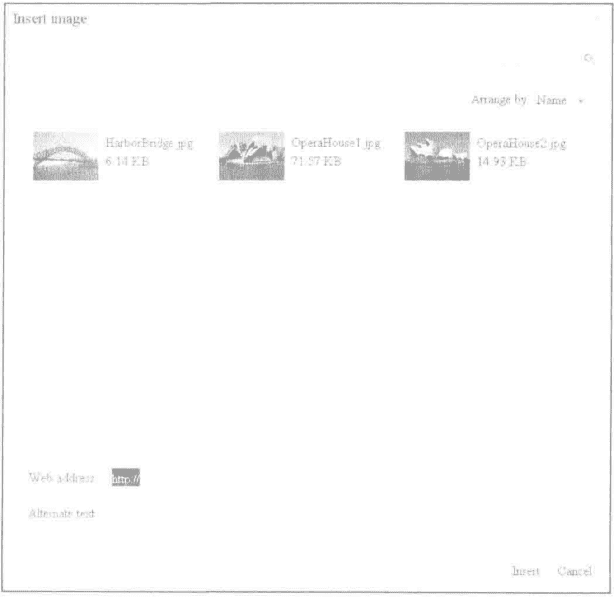 Insert image
Arrange by Name
HarborBridge.jpg
6.14 KB
OperaHouse1.jpg
71.57 KB
OperaHouse2.jpg
14.93 KB
Web address
http://
Alternate text
Insert Cancel